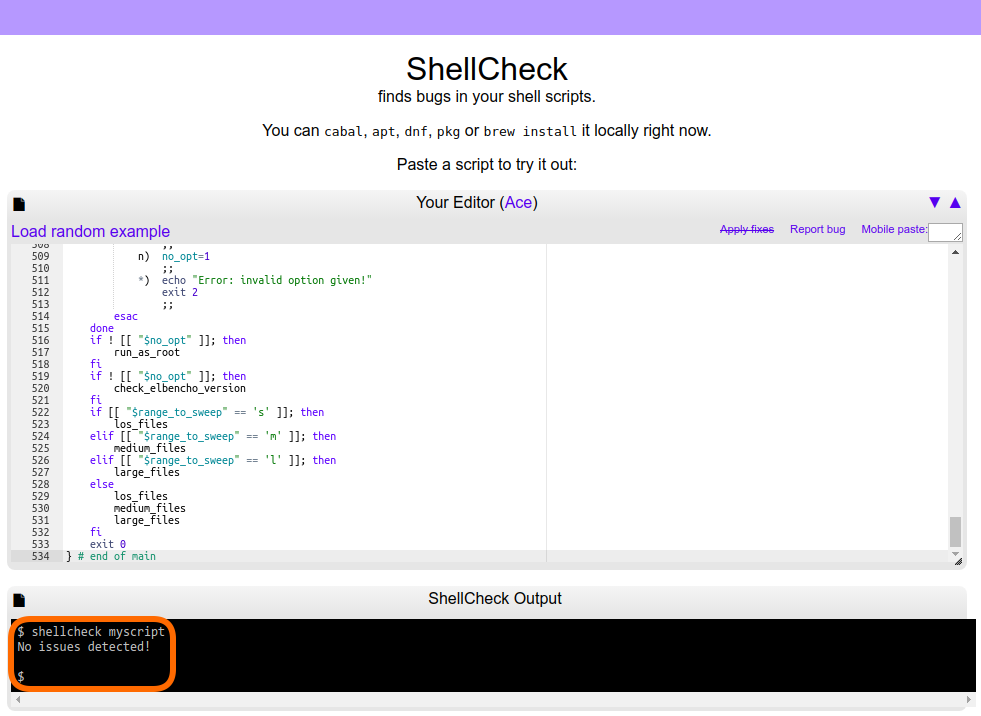 ShellCheck
finds bugs in your shell scripts.
You can cabal, apt, dnf, pkg or brew install it locally right now.
Paste a script to try it out:
Your Editor (Ace) ▼ ▲
Load random example Apply fixes Report bug Mobile paste:
508 ;;
509 n) no_opt=1
510 ;;
511 *) echo "Error: invalid option given!"
512 exit 2
513 ;;
514 esac
515 done
516 if ! [[ "$no_opt" ]]; then
517 run_as_root
518 fi
519 if ! [[ "$no_opt" ]]; then
520 check_elbencho_version
521 fi
522 if [[ "$range_to_sweep" == 's' ]]; then
523 los_files
524 elif [[ "$range_to_sweep" == 'm' ]]; then
525 medium_files
526 elif [[ "$range_to_sweep" == 'l' ]]; then
527 large_files
528 else
529 los_files
530 medium_files
531 large_files
532 fi
533 exit 0
534 } # end of main
ShellCheck Output
$ shellcheck myscript
No issues detected!
$